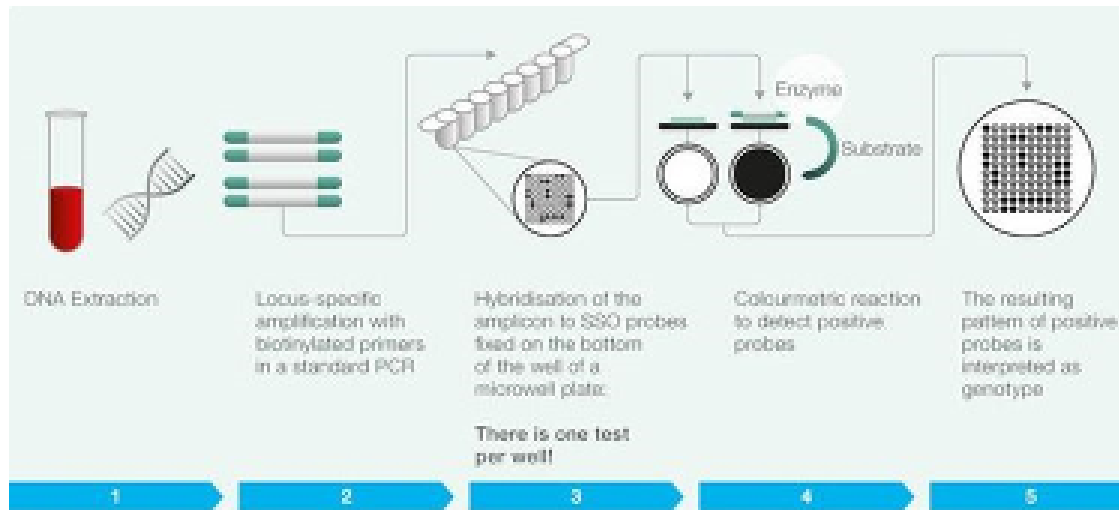 Enzyme
Substrate
DNA Extraction
Locus-specific
amplification with
biotinylated primers
in a standard PCR
Hybridisation of the
amplicon to SSO probes
fixed on the bottom
of the well of a
microwell plate:
There is one test
per well!
Colourmetric reaction
to detect positive
probes
The resulting
pattern of positive
probes is
interpreted as
genotype
1
2
3
4
5